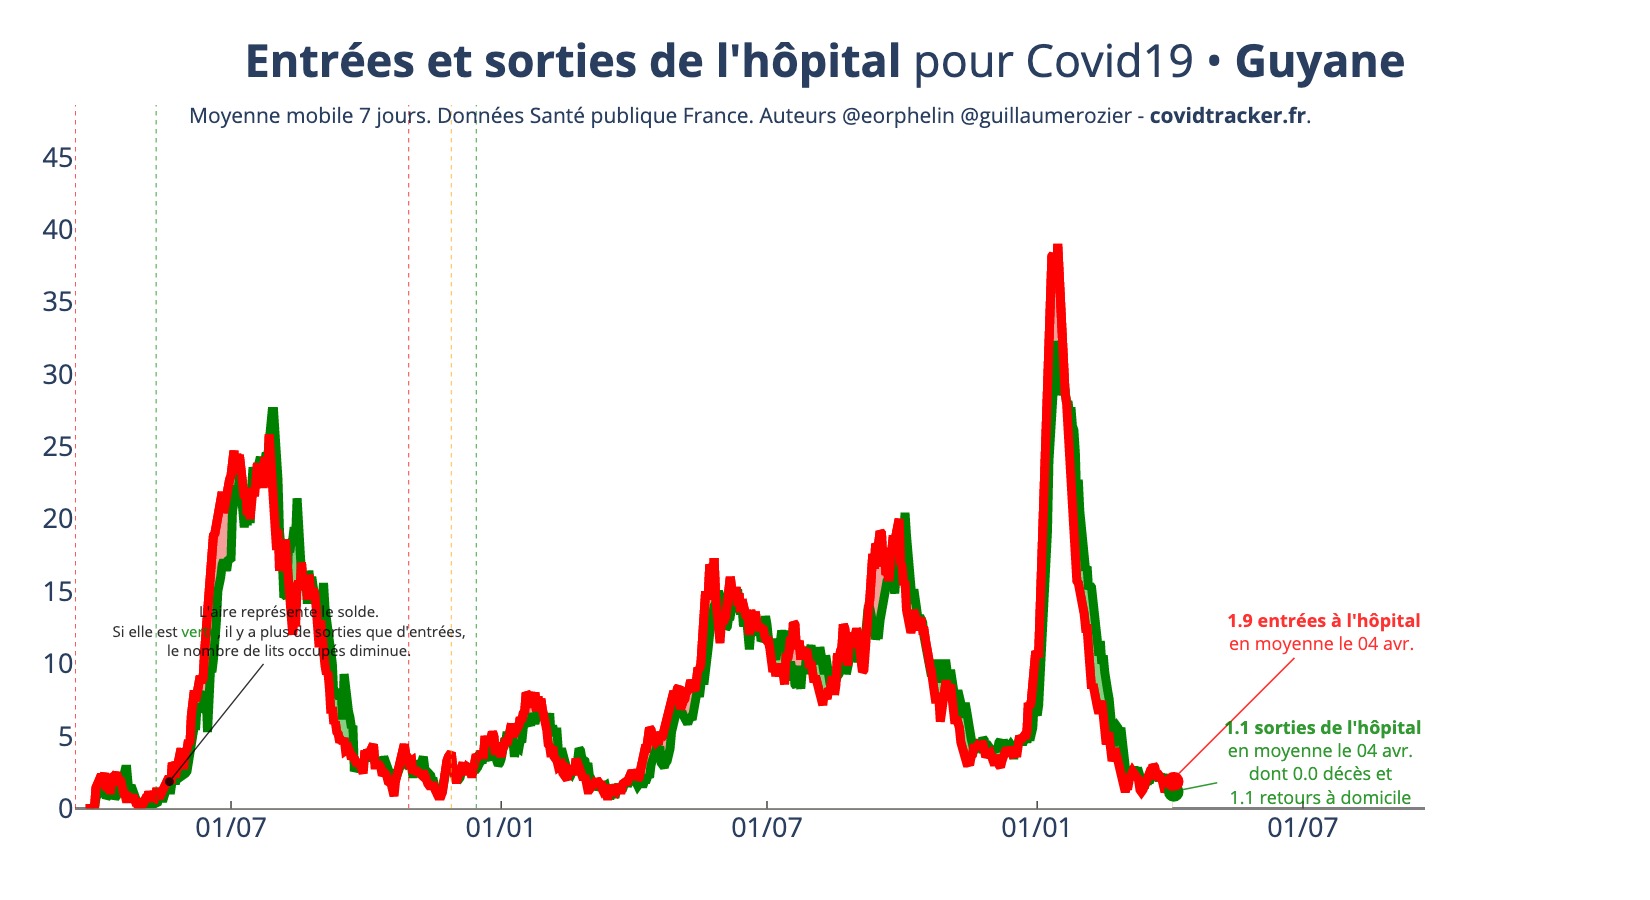 Entrées et sorties de l'hôpital pour Covid19 • Guyane
Moyenne mobile 7 jours. Données Santé publique France. Auteurs @eorphelin @guillaumerozier - covidtracker.fr.
45
40
35
30
25
20
15
10
5
0
L'aire représente le solde.
Si elle est verte, il y a plus de sorties que d'entrées,
le nombre de lits occupés diminue.
1.9 entrées à l'hôpital
en moyenne le 04 avr.
1.1 sorties de l'hôpital
en moyenne le 04 avr.
dont 0.0 décès et
1.1 retours à domicile
01/07
01/01
01/07
01/01
01/07